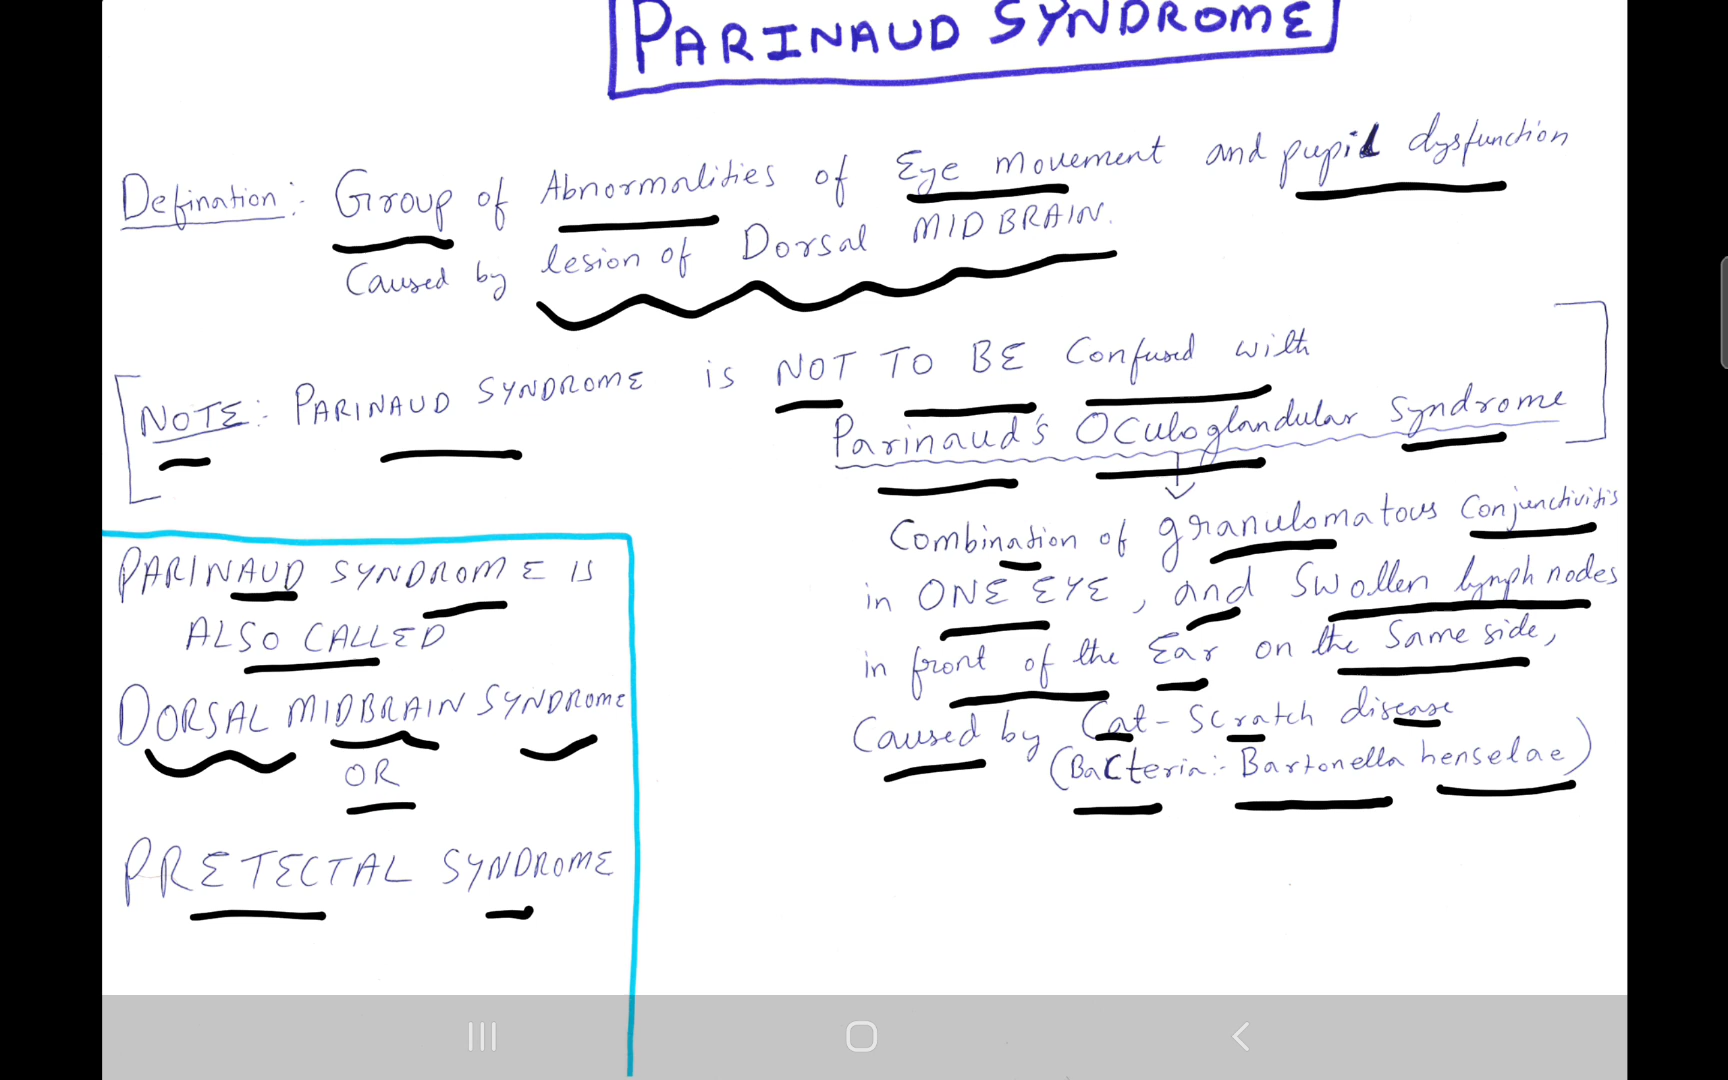 PARINAUD SYNDROME
Defination:- Group of Abnormalities of Eye movement and pupil dysfunction
Caused by lesion of Dorsal MIDBRAIN.
NOTE:- PARINAUD SYNDROME is NOT TO BE Confused with
Parinaud's Oculoglandular Syndrome
Combination of granulomatous Conjunctivitis
in ONE EYE, and Swollen lymph nodes
in front of the Ear on the Same side,
Caused by Cat-Scratch disease
(Bacteria:- Bartonella henselae)
PARINAUD SYNDROME IS
ALSO CALLED
DORSAL MIDBRAIN SYNDROME
OR
PRETECTAL SYNDROME